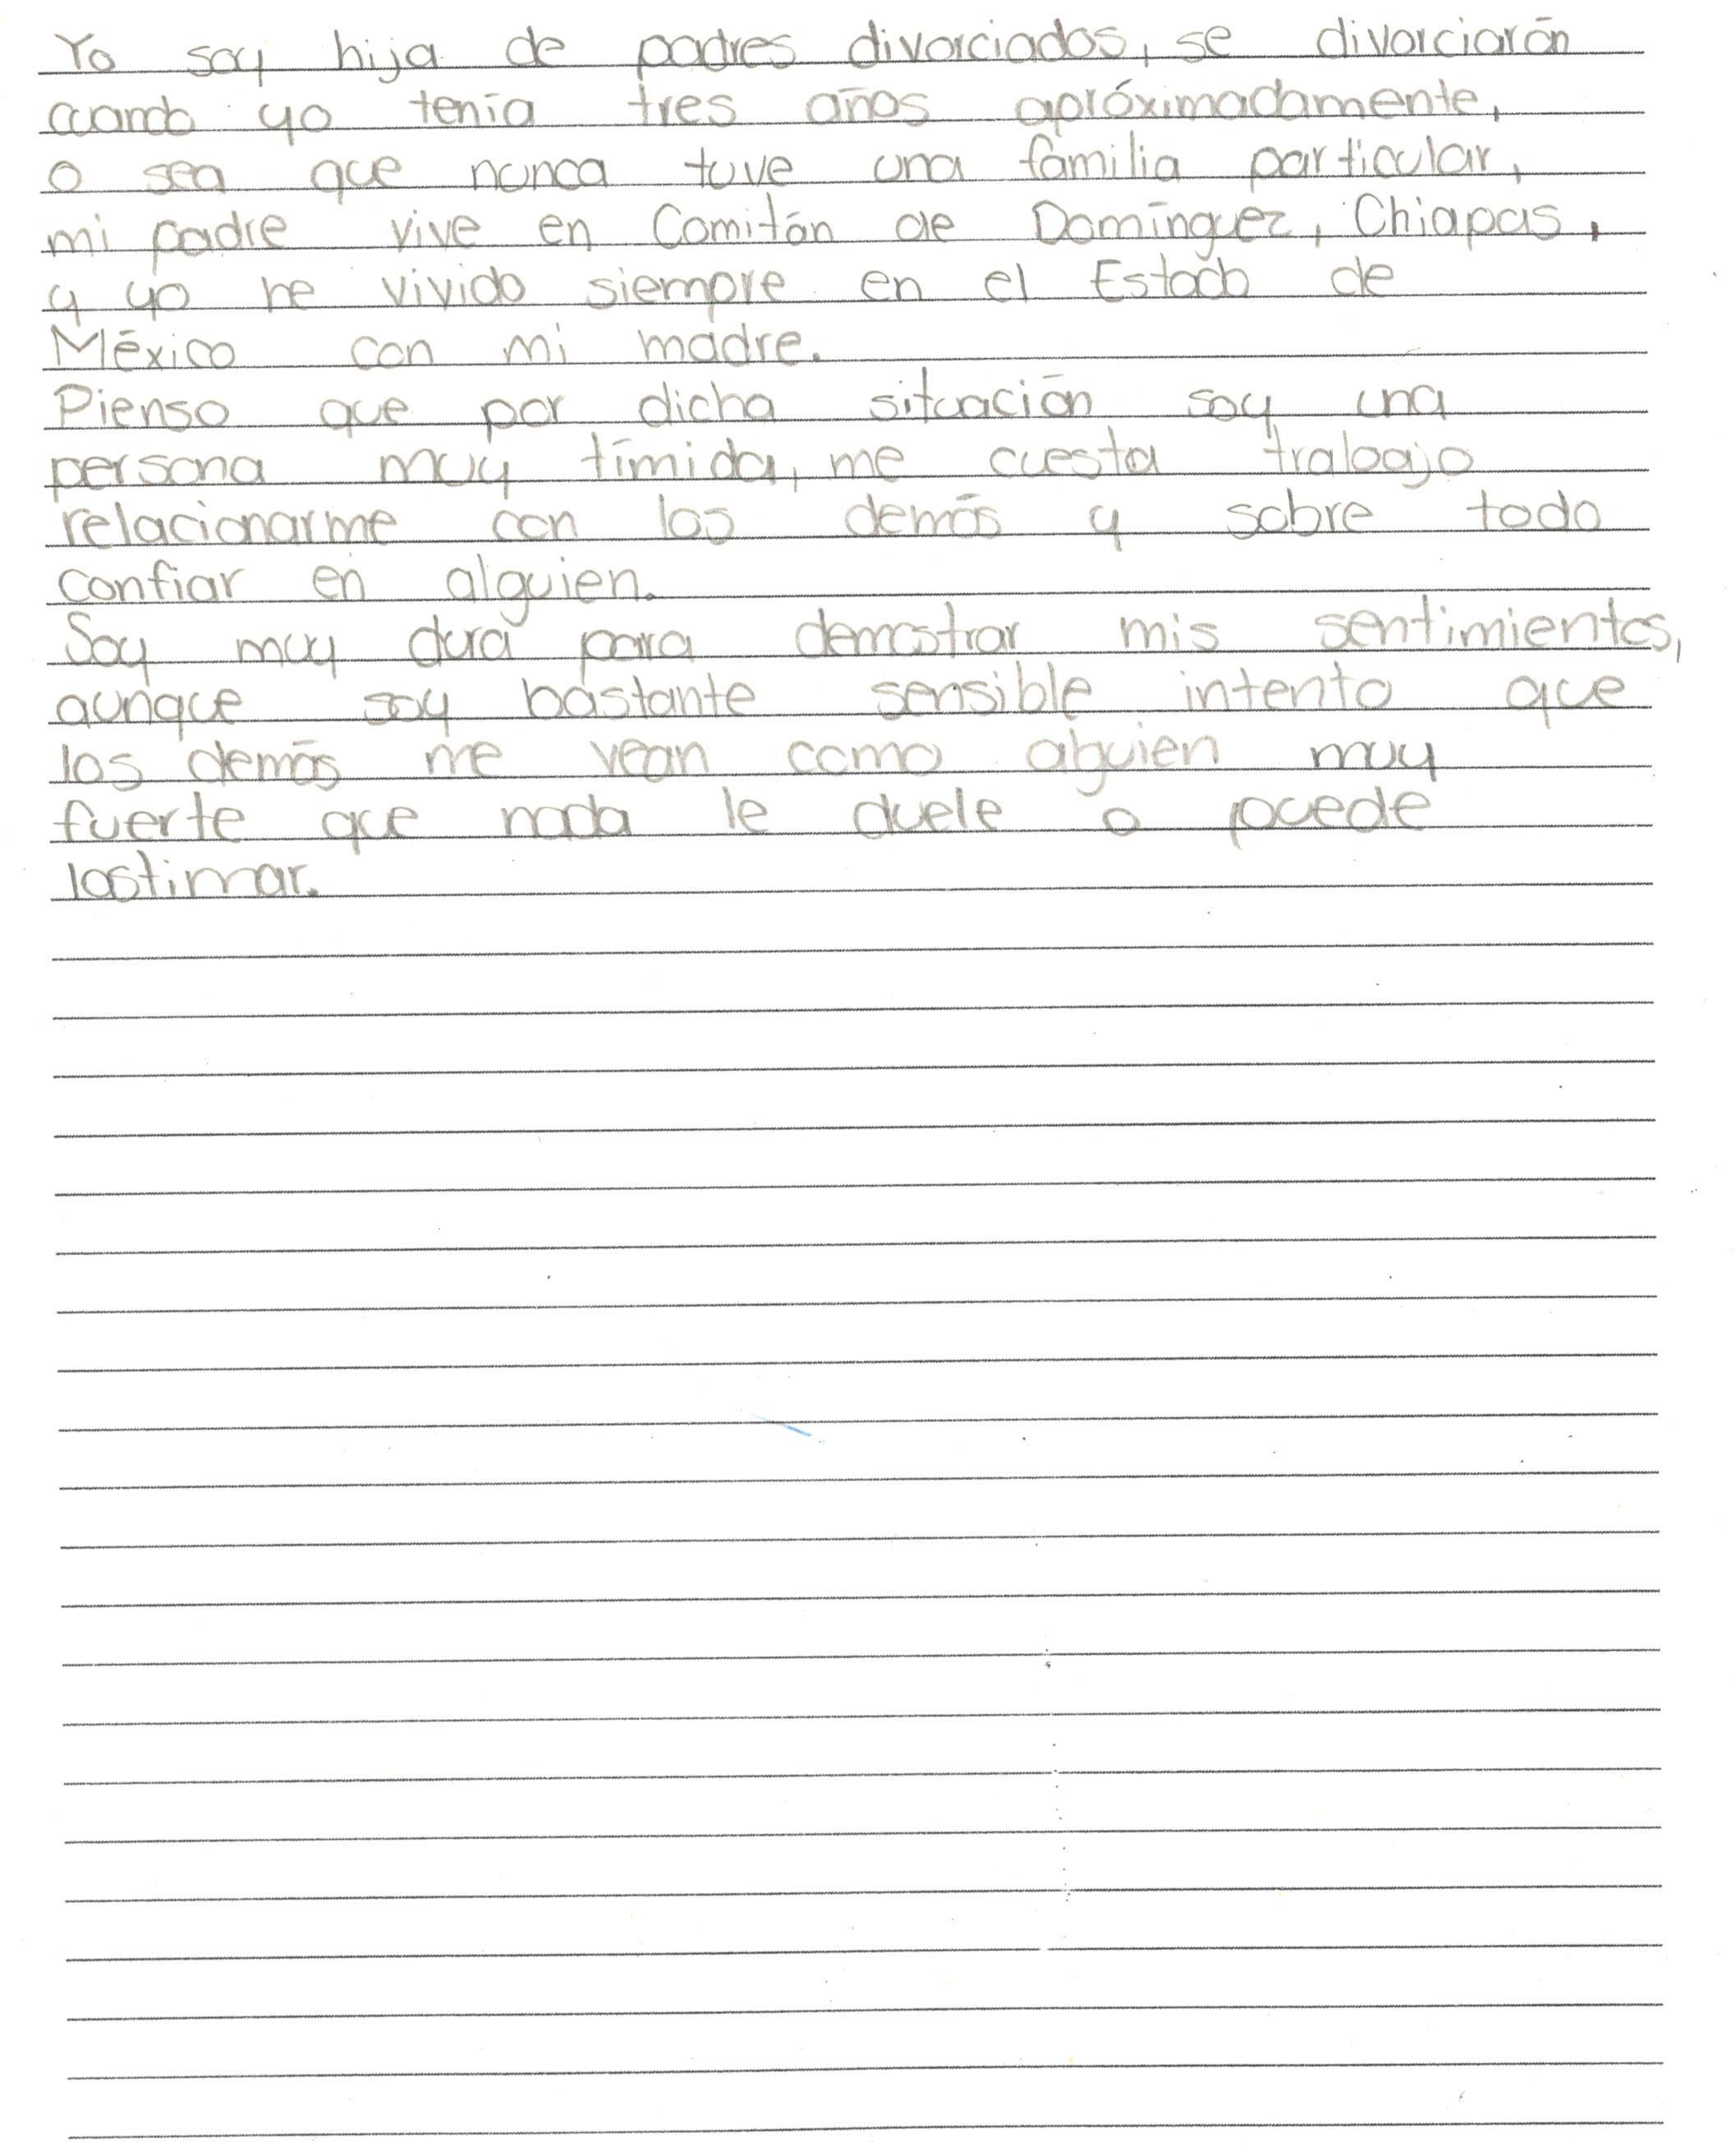 Yo soy hija de padres divorciados, se divorciarón
cuando yo tenía tres años apróximadamente,
o sea que nunca tuve una familia particular,
mi padre vive en Comitán de Domínguez, Chiapas,
y yo he vivido siempre en el Estado de
México con mi madre.
Pienso que por dicha situación soy una
persona muy tímida, me cuesta trabajo
relacionarme con los demás y sobre todo
confiar en alguien.
Soy muy dura para demostrar mis sentimientos,
aunque soy bastante sensible intento que
los demás me vean como alguien muy
fuerte que nada le duele o puede
lastimar.